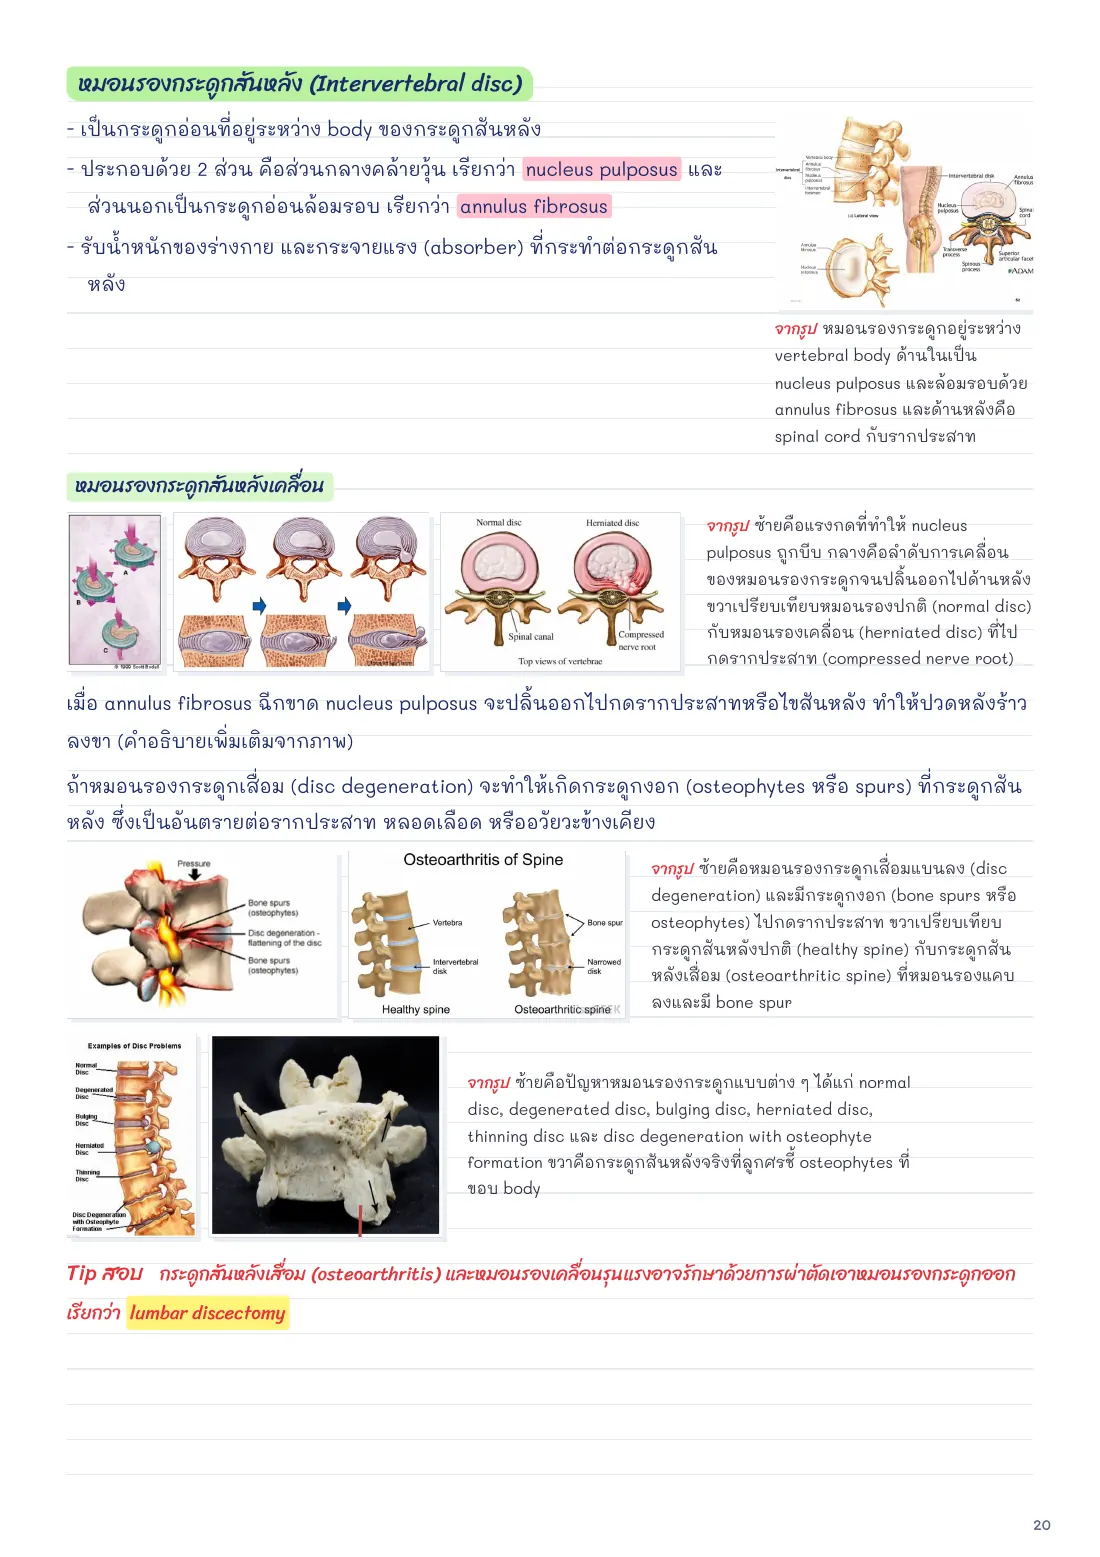 หมอนรองกระดูกสันหลัง (Intervertebral disc)
- เป็นกระดูกอ่อนที่อยู่ระหว่าง body ของกระดูกสันหลัง
- ประกอบด้วย 2 ส่วน คือส่วนกลางคล้ายวุ้น เรียกว่า nucleus pulposus และ
ส่วนนอกเป็นกระดูกอ่อนล้อมรอบ เรียกว่า annulus fibrosus
- รับน้ำหนักของร่างกาย และกระจายแรง (absorber) ที่กระทำต่อกระดูกสัน
หลัง
Vertebra body
Annulus fibrosus
Nucleus pulposus
Intervertebral disc
Intervertebral foramen
(a) Lateral view
Annulus fibrosus
Nucleus pulposus
Intervertebral disk
Annulus fibrosus
Nucleus pulposus
Spinal cord
Transverse process
Spinous process
Superior articular facet
ADAM
จากรูป หมอนรองกระดูกอยู่ระหว่าง
vertebral body ด้านในเป็น
nucleus pulposus และล้อมรอบด้วย
annulus fibrosus และด้านหลังคือ
spinal cord กับรากประสาท
หมอนรองกระดูกสันหลังเคลื่อน
A
B
C
Normal disc
Herniated disc
Spinal canal
Compressed
nerve root
Top views of vertebrae
จากรูป ซ้ายคือแรงกดที่ทำให้ nucleus
pulposus ถูกบีบ กลางคือลำดับการเคลื่อน
ของหมอนรองกระดูกจนปลิ้นออกไปด้านหลัง
ขวาเปรียบเทียบหมอนรองปกติ (normal disc)
กับหมอนรองเคลื่อน (herniated disc) ที่ไป
กดรากประสาท (compressed nerve root)
เมื่อ annulus fibrosus ฉีกขาด nucleus pulposus จะปลิ้นออกไปกดรากประสาทหรือไขสันหลัง ทำให้ปวดหลังร้าว
ลงขา (คำอธิบายเพิ่มเติมจากภาพ)
ถ้าหมอนรองกระดูกเสื่อม (disc degeneration) จะทำให้เกิดกระดูกงอก (osteophytes หรือ spurs) ที่กระดูกสัน
หลัง ซึ่งเป็นอันตรายต่อรากประสาท หลอดเลือด หรืออวัยวะข้างเคียง
Pressure
Bone spurs
(osteophytes)
Disc degeneration -
flattening of the disc
Bone spurs
(osteophytes)
Osteoarthritis of Spine
Vertebra
Intervertebral
disk
Healthy spine
Bone spur
Narrowed
disk
Osteoarthritic spine
จากรูป ซ้ายคือหมอนรองกระดูกเสื่อมแบนลง (disc
degeneration) และมีกระดูกงอก (bone spurs หรือ
osteophytes) ไปกดรากประสาท ขวาเปรียบเทียบ
กระดูกสันหลังปกติ (healthy spine) กับกระดูกสัน
หลังเสื่อม (osteoarthritic spine) ที่หมอนรองแคบ
ลงและมี bone spur
Examples of Disc Problems
Normal
Disc
Degenerated
Disc
Bulging
Disc
Herniated
Disc
Thinning
Disc
Disc Degeneration
with Osteophyte
Formation
จากรูป ซ้ายคือปัญหาหมอนรองกระดูกแบบต่าง ๆ ได้แก่ normal
disc, degenerated disc, bulging disc, herniated disc,
thinning disc และ disc degeneration with osteophyte
formation ขวาคือกระดูกสันหลังจริงที่ลูกศรชี้ osteophytes ที่
ขอบ body
Tip สอบ กระดูกสันหลังเสื่อม (osteoarthritis) และหมอนรองเคลื่อนรุนแรงอาจรักษาด้วยการผ่าตัดเอาหมอนรองกระดูกออก
เรียกว่า lumbar discectomy
20